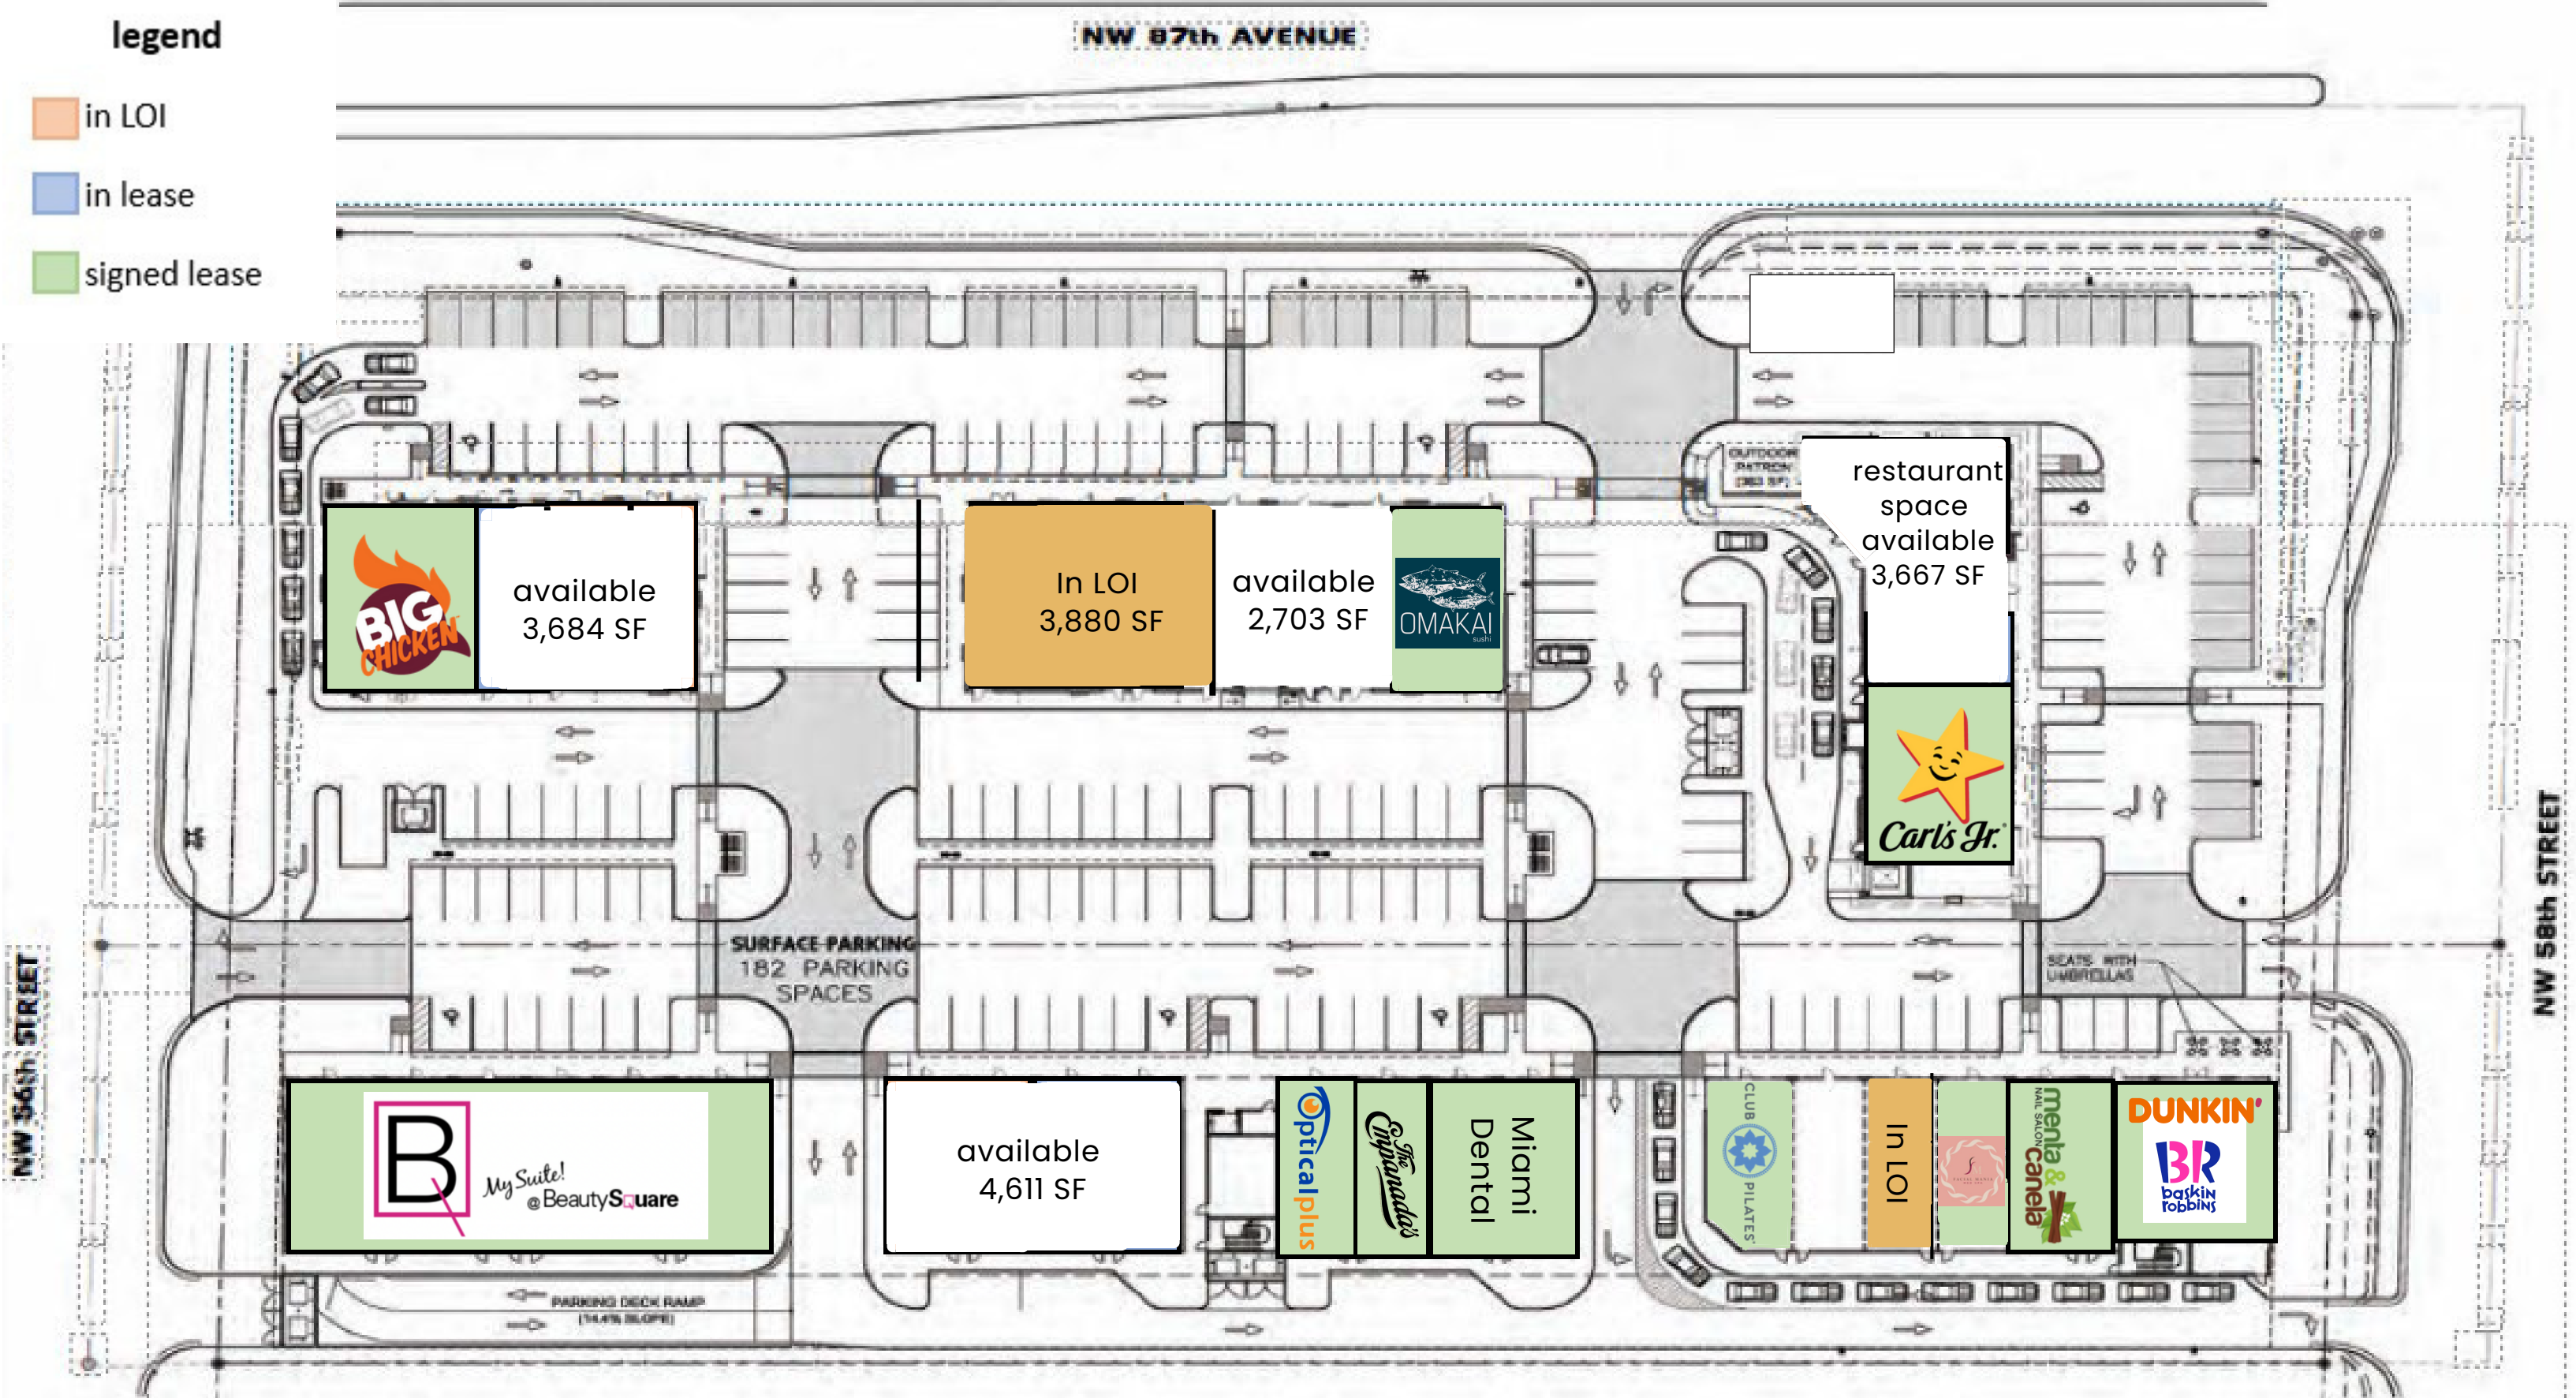 legend
in LOI
in lease
signed lease
NW 87th AVENUE
OUTDOOR
BIG
CHICKEN
available
3,684 SF
In LOI
3,880 SF
available
2,703 SF
OMAKAI
sushi
restaurant
space
available
3,667 SF
Carl's Jr.
NW 56th STREET
NW 58th STREET
SURFACE PARKING
182 PARKING
SPACES
SEATS WITH
UMBRELLAS
B
My Suite!
@BeautySquare
available
4,611 SF
Opticalplus
The
Empanada's
Miami
Dental
CLUB PILATES
In LOI
menta &
canela
NAIL SALON
DUNKIN'
BR
baskin
robbins
PARKING DECK RAMP
(14.4% SLOPE)